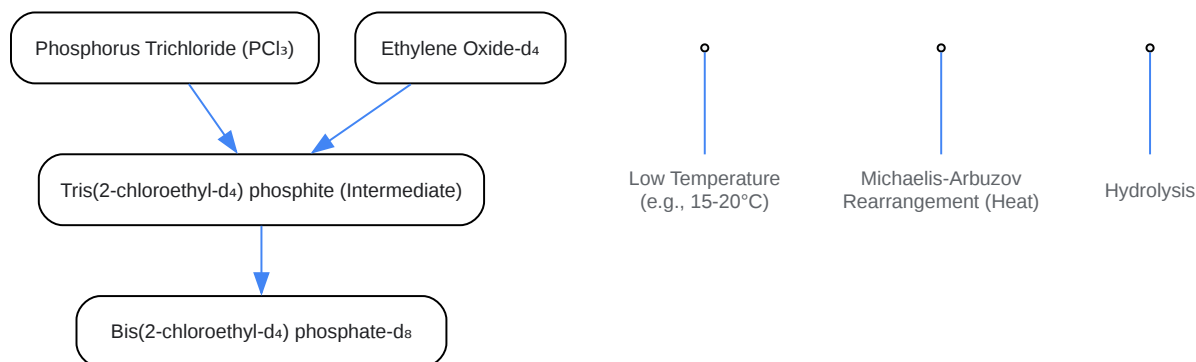 Phosphorus Trichloride (PCl₃)
Ethylene Oxide-d₄
Tris(2-chloroethyl-d₄) phosphite (Intermediate)
Low Temperature
(e.g., 15-20°C)
Michaelis-Arbuzov
Rearrangement (Heat)
Hydrolysis
Bis(2-chloroethyl-d₄) phosphate-d₈